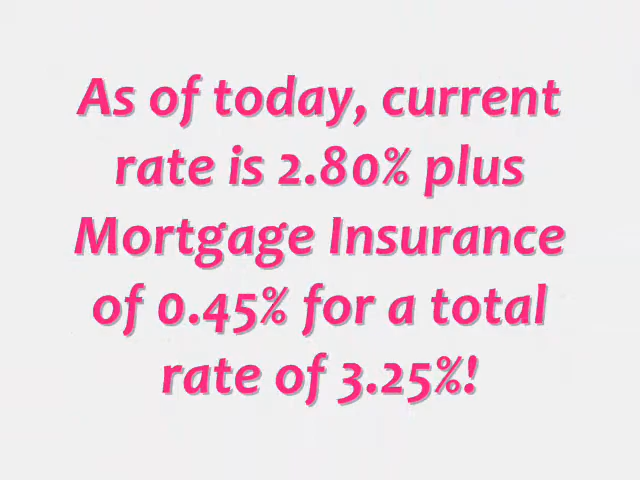 As of today, current
rate is 2.80% plus
Mortgage Insurance
of 0.45% for a total
rate of 3.25%!